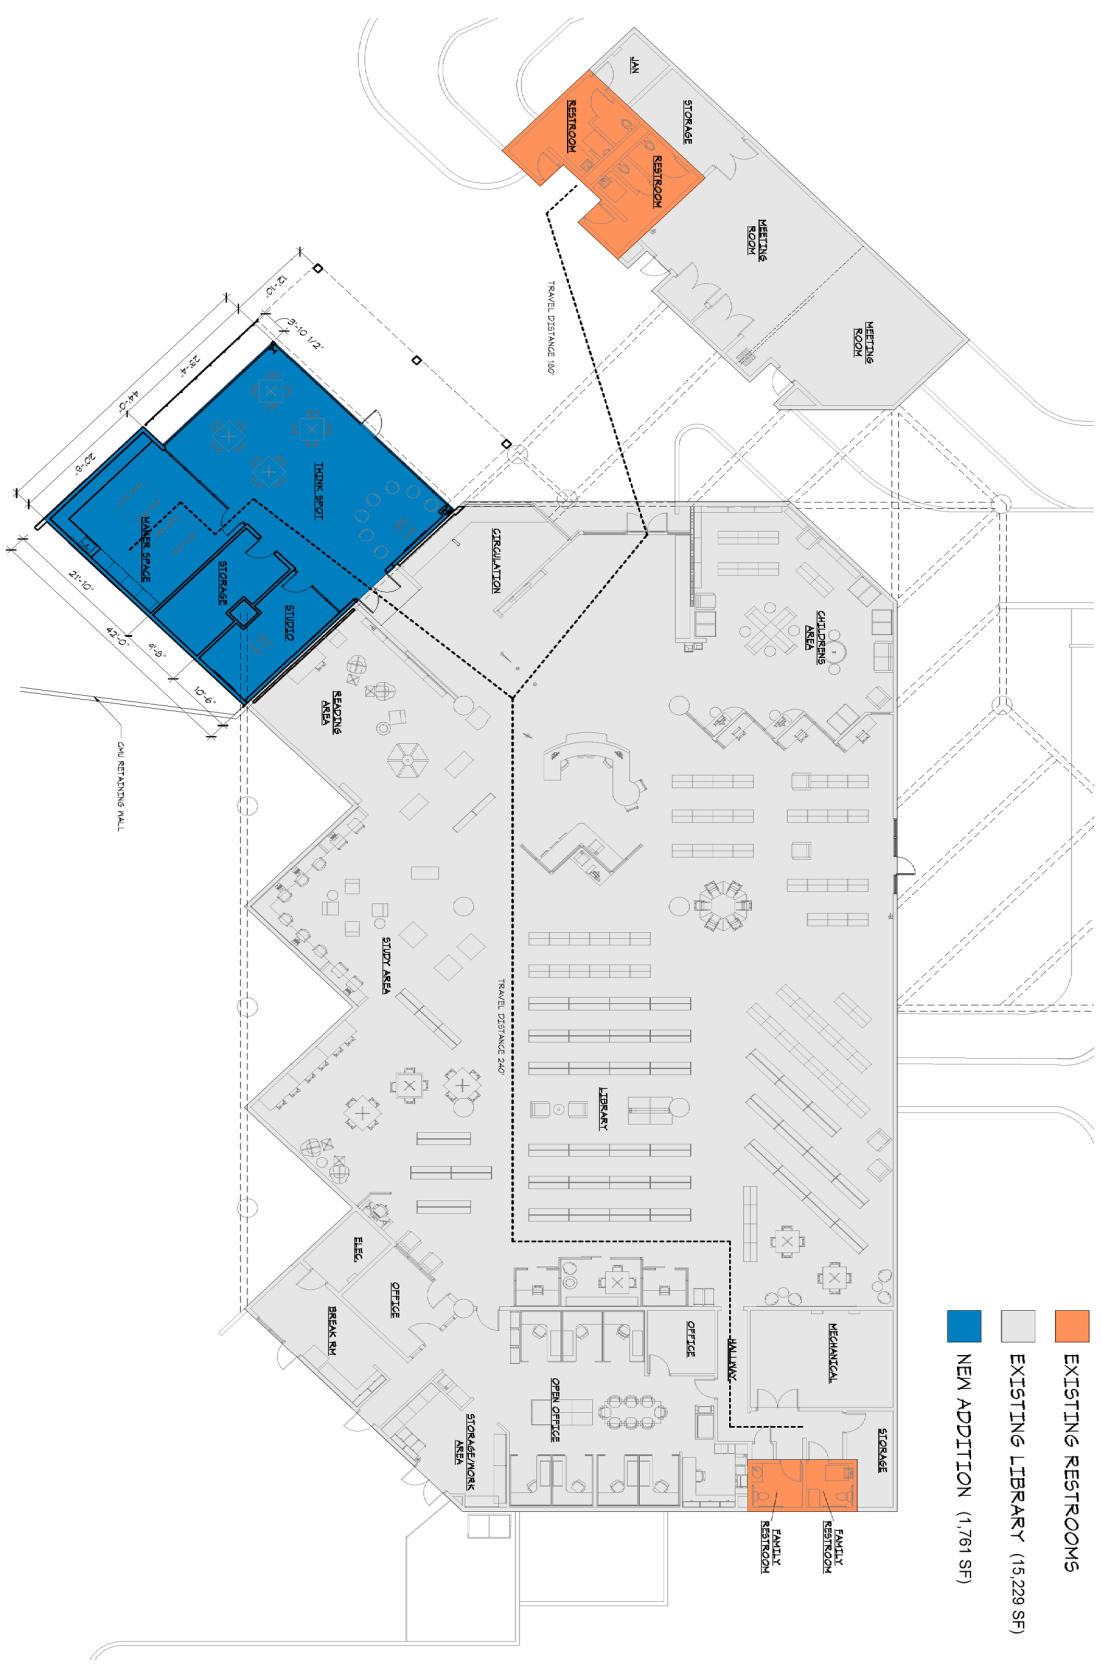 JAN
STORAGE
RESTROOM
RESTROOM
MEETING
ROOM
MEETING
ROOM
TRAVEL DISTANCE 180'
12'-10"
3'-10 1/2"
23'-4"
44'-0"
20'-8"
THINK SPOT
MAKER SPACE
STORAGE
STUDIO
21'-10"
42'-0"
9'-8"
10'-6"
CMU RETAINING WALL
CIRCULATION
CHILDRENS
AREA
READING
AREA
STUDY AREA
TRAVEL DISTANCE 240'
LIBRARY
ELEC.
OFFICE
BREAK RM
OFFICE
HALLWAY
MECHANICAL
OPEN OFFICE
STORAGE/WORK
AREA
STORAGE
FAMILY
RESTROOM
FAMILY
RESTROOM
EXISTING RESTROOMS
EXISTING LIBRARY (15,229 SF)
NEW ADDITION (1,761 SF)